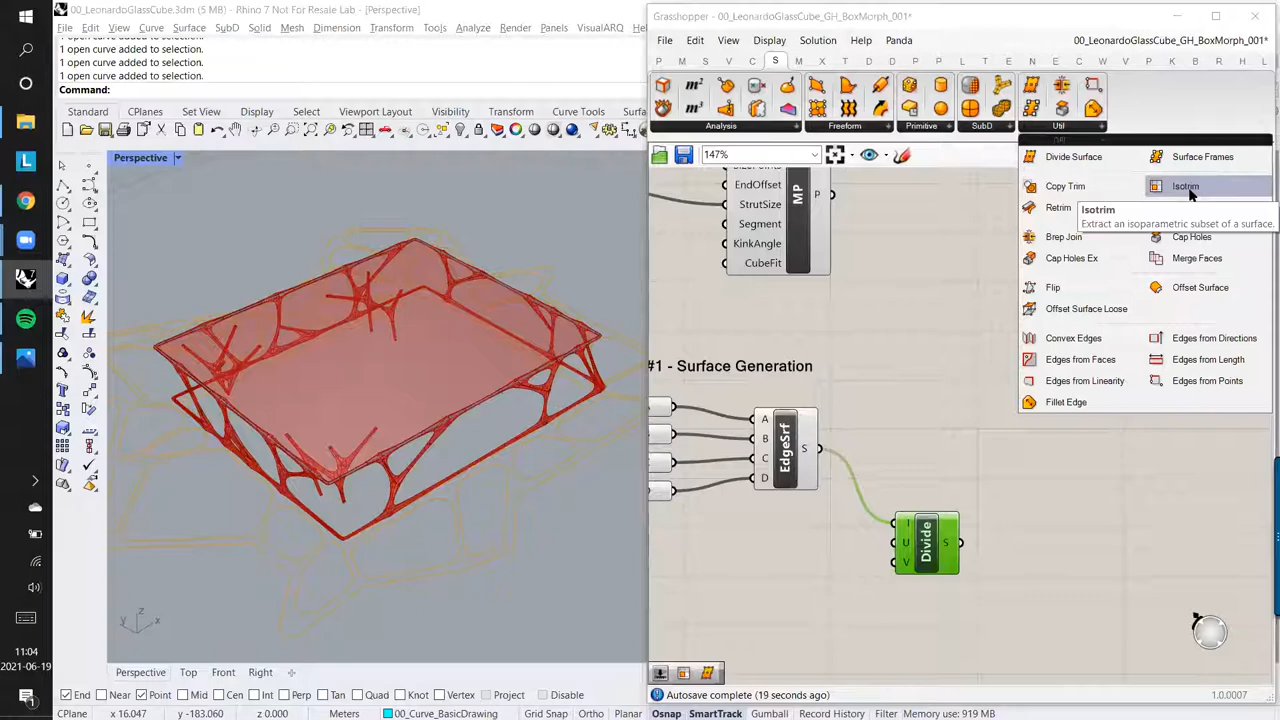 00_LeonardoGlassCube.3dm (5 MB) - Rhino 7 Not For Resale Lab - [Perspective]
File Edit View Curve Surface SubD Solid Mesh Dimension Transform Tools Analyze Render Panels VisualARQ Help
1 open curve added to selection.
1 open curve added to selection.
1 open curve added to selection.
Command:
Standard CPlanes Set View Display Select Viewport Layout Visibility Transform Curve Tools
Perspective
z
y
x
Perspective Top Front Right
End Near Point Mid Cen Int Perp Tan Quad Knot Vertex Project Disable
CPlane x 16.047 y -183.060 z 0.000 Meters 00_Curve_BasicDrawing Grid Snap Ortho Planar Osnap SmartTrack Gumball Record History Filter Memory use: 919 MB
11:04
2021-06-19
1
Grasshopper - 00_LeonardoGlassCube_GH_BoxMorph_001*
File Edit View Display Solution Help Panda 00_LeonardoGlassCube_GH_BoxMorph_001*
P M S V C S M I T D W L T E L N U E C W V P K B E H L
m²
m³
Analysis Freeform Primitive SubD Util
147%
Divide Surface Surface Frames
Copy Trim Isotrim
Retrim
Isotrim
Extract an isoparametric subset of a surface.
Brep Join Cap Holes
Cap Holes Ex Merge Faces
Flip Offset Surface
Offset Surface Loose
Convex Edges Edges from Directions
Edges from Faces Edges from Length
Edges from Linearity Edges from Points
Fillet Edge
EndOffset
StrutSize
Segment
KinkAngle
CubeFit
MP
P
#1 - Surface Generation
A
B
C
D
EdgeSrf
S
I
U
V
Divide
S
Autosave complete (19 seconds ago) 1.0.0007